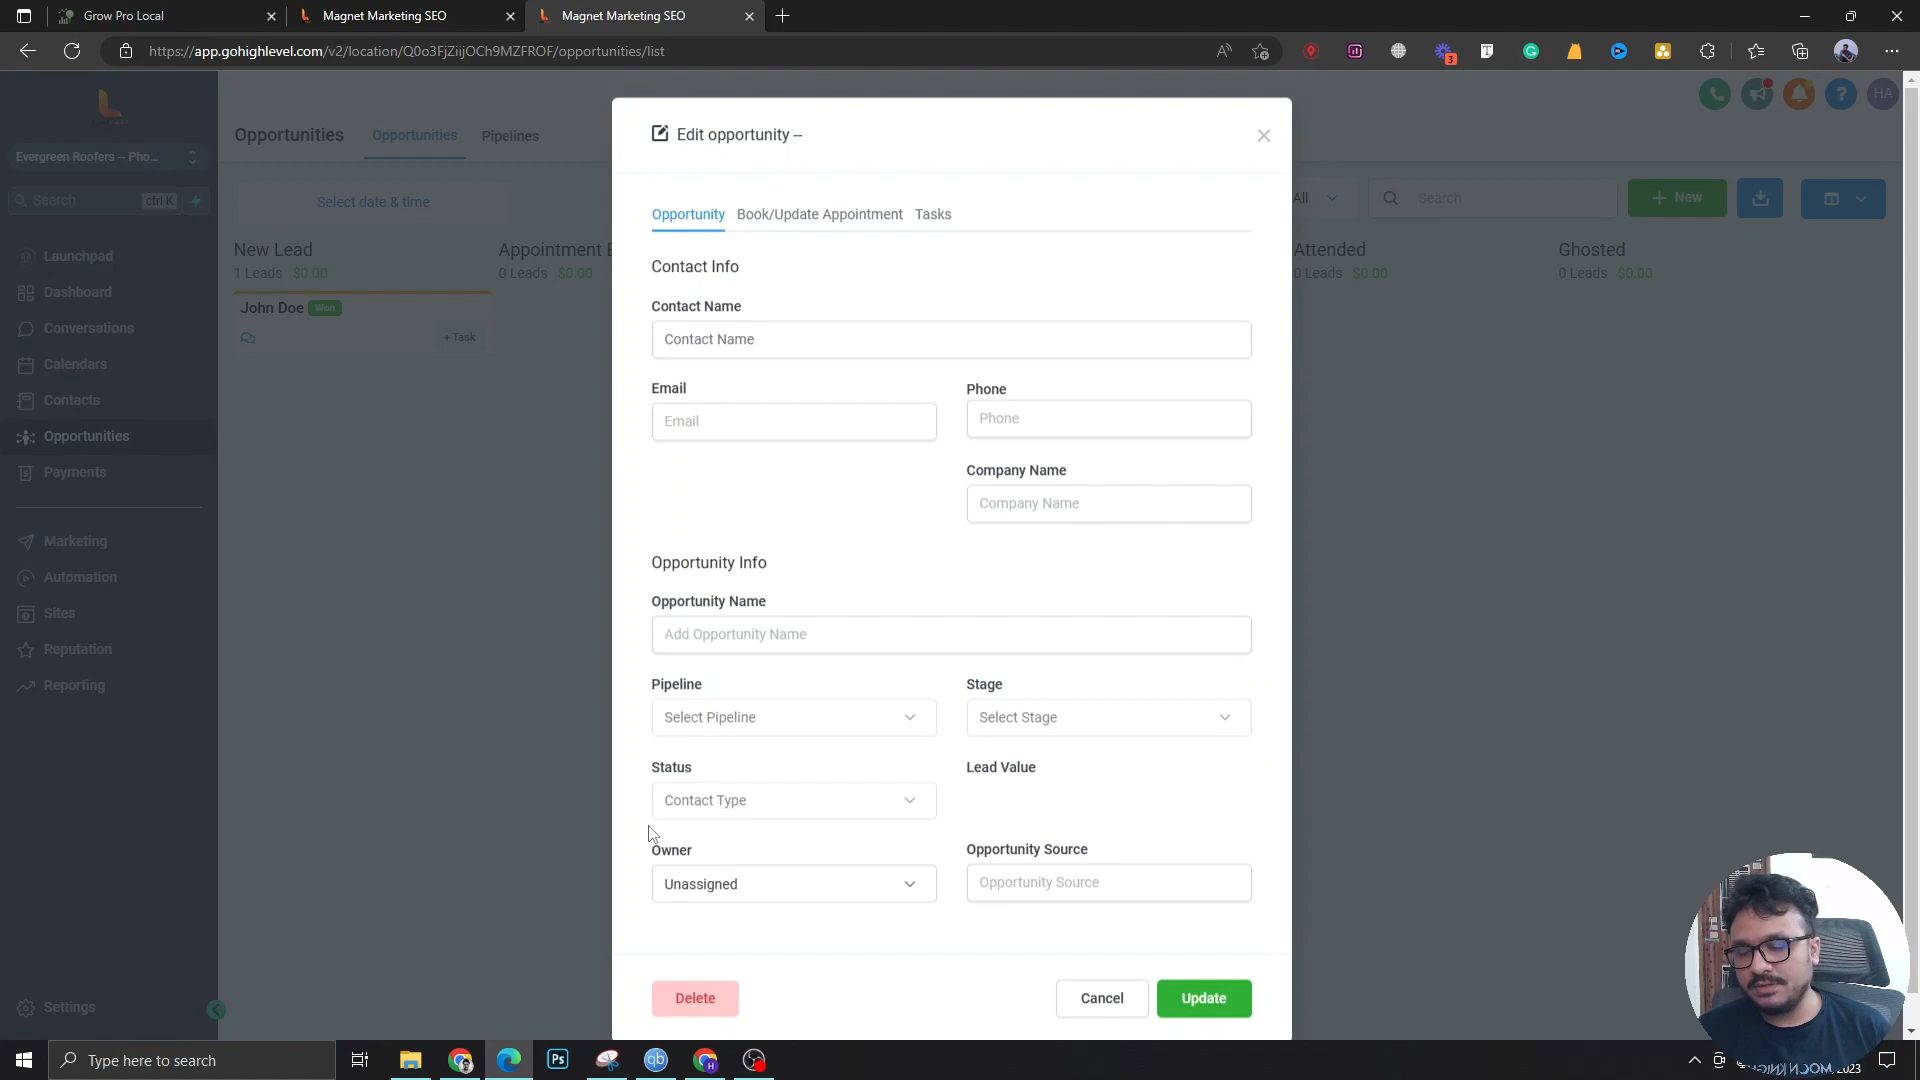 Grow Pro Local
Magnet Marketing SEO
Magnet Marketing SEO
https://app.gohighlevel.com/v2/location/Q0o3FjZiijOCh9MZFROF/opportunities/list
3
Evergreen Roofers -- Pho...
Search
ctrl K
Launchpad
Dashboard
Conversations
Calendars
Contacts
Opportunities
Payments
Marketing
Automation
Sites
Reputation
Reporting
Settings
Opportunities
Opportunities
Pipelines
HA
Select date & time
All
Search
+ New
New Lead
1 Leads $0.00
John Doe Won
+ Task
Appointment
0 Leads $0.00
Attended
0 Leads $0.00
Ghosted
0 Leads $0.00
Edit opportunity --
Opportunity
Book/Update Appointment
Tasks
Contact Info
Contact Name
Contact Name
Email
Email
Phone
Phone
Company Name
Company Name
Opportunity Info
Opportunity Name
Add Opportunity Name
Pipeline
Select Pipeline
Stage
Select Stage
Status
Contact Type
Lead Value
Owner
Unassigned
Opportunity Source
Opportunity Source
Delete
Cancel
Update
Type here to search
Ps
qb